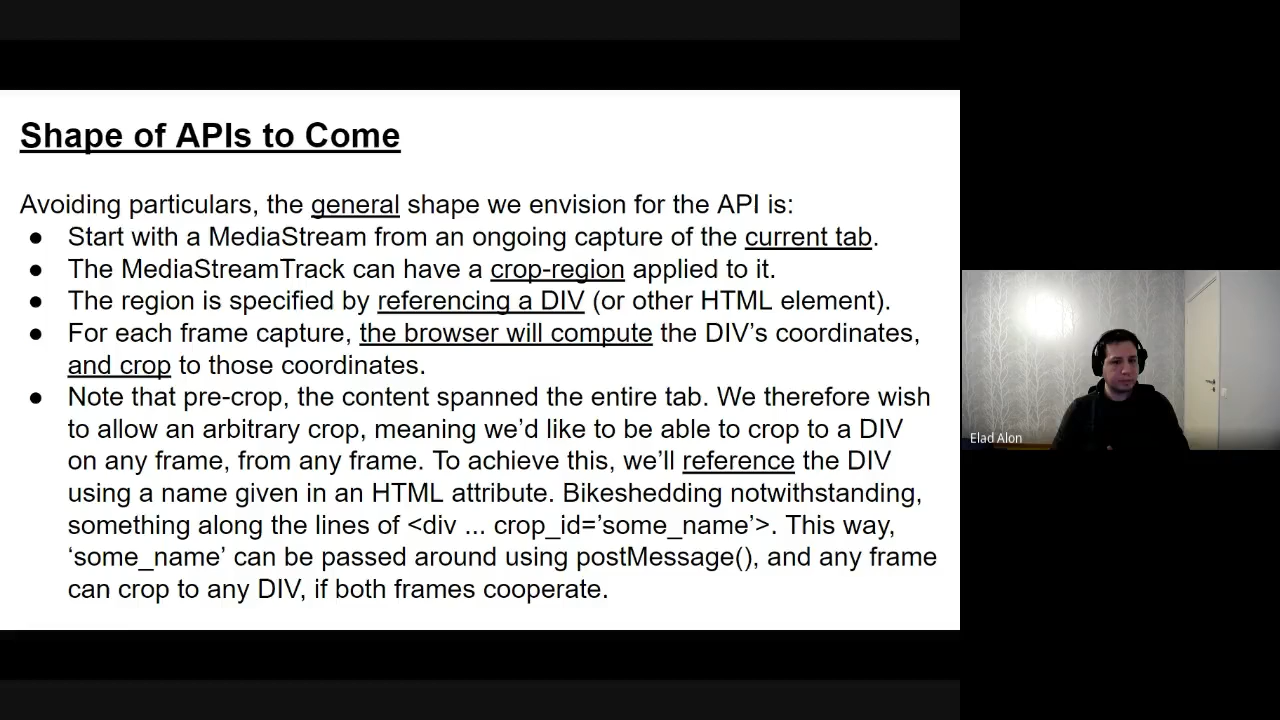 Shape of APIs to Come
Avoiding particulars, the general shape we envision for the API is:
● Start with a MediaStream from an ongoing capture of the current tab.
● The MediaStreamTrack can have a crop-region applied to it.
● The region is specified by referencing a DIV (or other HTML element).
● For each frame capture, the browser will compute the DIV’s coordinates,
and crop to those coordinates.
● Note that pre-crop, the content spanned the entire tab. We therefore wish
to allow an arbitrary crop, meaning we’d like to be able to crop to a DIV
on any frame, from any frame. To achieve this, we’ll reference the DIV
using a name given in an HTML attribute. Bikeshedding notwithstanding,
something along the lines of <div ... crop_id=’some_name’>. This way,
‘some_name’ can be passed around using postMessage(), and any frame
can crop to any DIV, if both frames cooperate.
Elad Alon